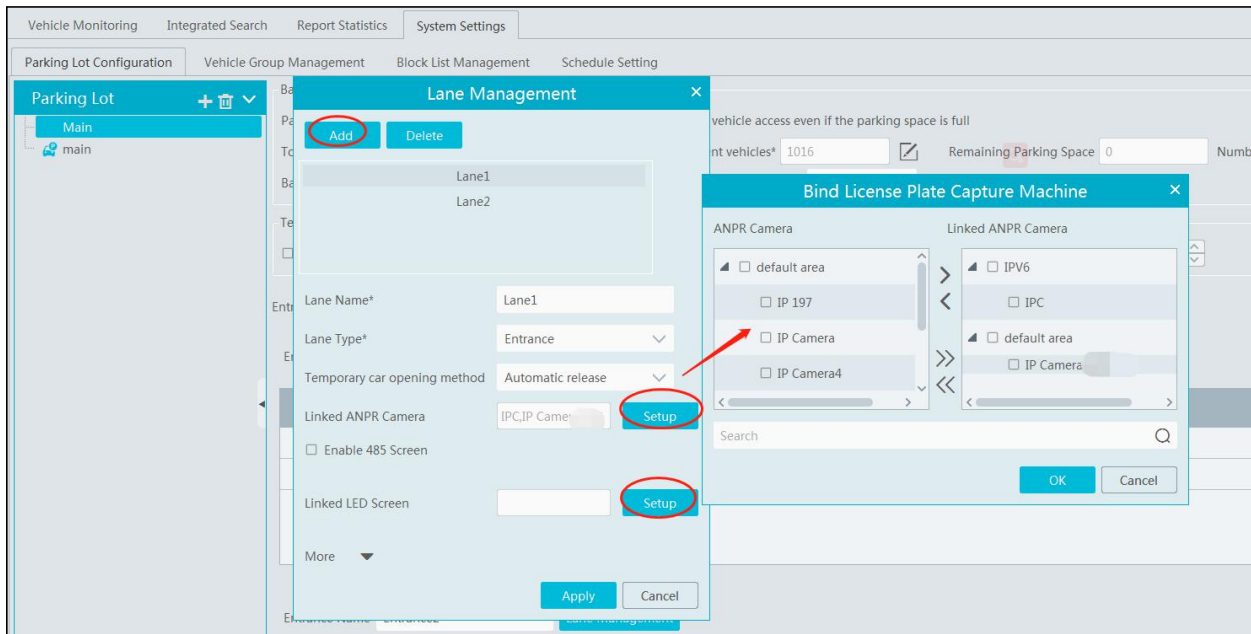 Vehicle Monitoring Integrated Search Report Statistics System Settings
Parking Lot Configuration Vehicle Group Management Block List Management Schedule Setting
Parking Lot
Main
main
Lane Management
Add Delete
Lane1
Lane2
Lane Name* Lane1
Lane Type* Entrance
Temporary car opening method Automatic release
Linked ANPR Camera IPC,IP Setup
Enable 485 Screen
Linked LED Screen Setup
More
Apply Cancel
vehicle access even if the parking space is full
vehicles* 1016 Remaining Parking Space 0
Bind License Plate Capture Machine
ANPR Camera Linked ANPR Camera
default area
IP 197
IP Camera
IP Camera4
IPV6
IPC
default area
IP Camera
Search
OK Cancel
Entrance Name Entrance2 Lane Management